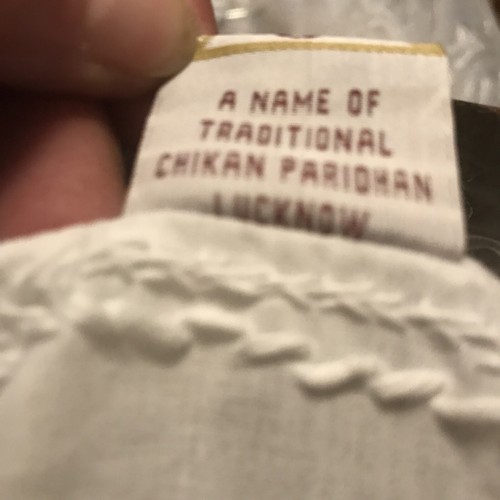 A NAME OF
TRADITIONAL
CHIKAN PARIDHAN
LUCKNOW